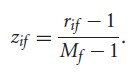 z_{if} = \frac{r_{if} - 1}{M_f - 1}.